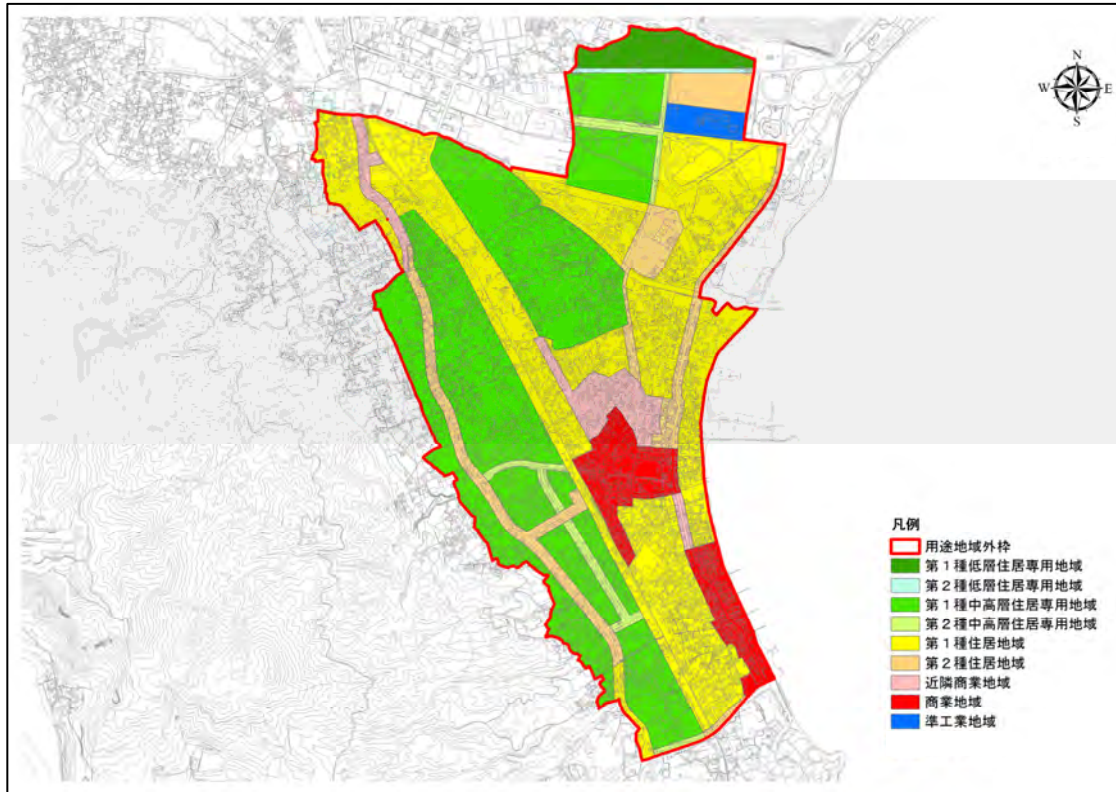 N
W
E
S
凡例
用途地域外枠
第1種低層住居専用地域
第2種低層住居専用地域
第1種中高層住居専用地域
第2種中高層住居専用地域
第1種住居地域
第2種住居地域
近隣商業地域
商業地域
準工業地域